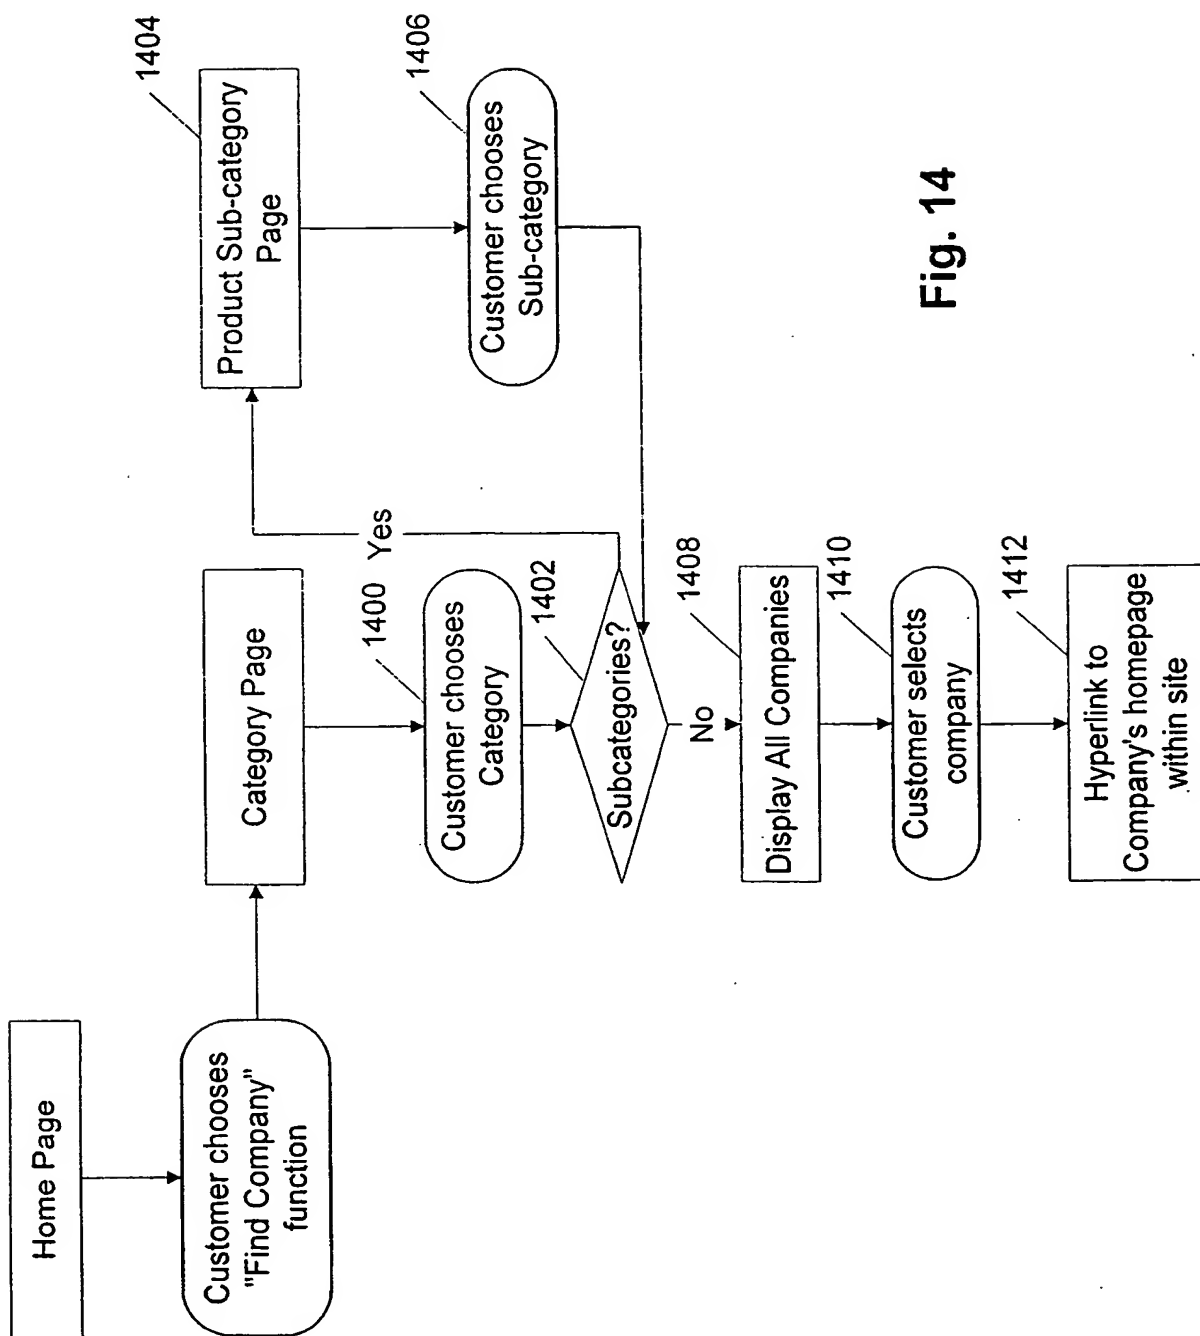 Home Page
Customer chooses
"Find Company"
function
Category Page
1400
Customer chooses
Category
1402
Subcategories?
Yes
1404
Product Sub-category
Page
1406
Customer chooses
Sub-category
No
1408
Display All Companies
1410
Customer selects
company
1412
Hyperlink to
Company's homepage
within site
Fig. 14